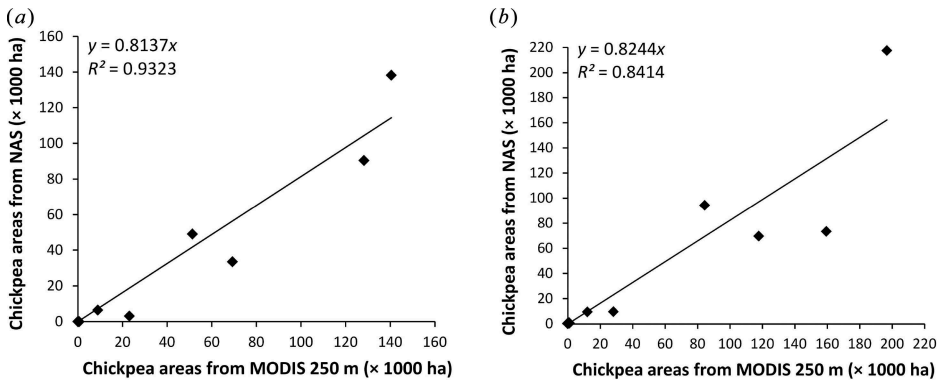 (a)
y = 0.8137x
R² = 0.9323
Chickpea areas from NAS (× 1000 ha)
160
140
120
100
80
60
40
20
0
0 20 40 60 80 100 120 140 160
Chickpea areas from MODIS 250 m (× 1000 ha)
(b)
y = 0.8244x
R² = 0.8414
Chickpea areas from NAS (× 1000 ha)
220
200
180
160
140
120
100
80
60
40
20
0
0 20 40 60 80 100 120 140 160 180 200 220
Chickpea areas from MODIS 250 m (× 1000 ha)